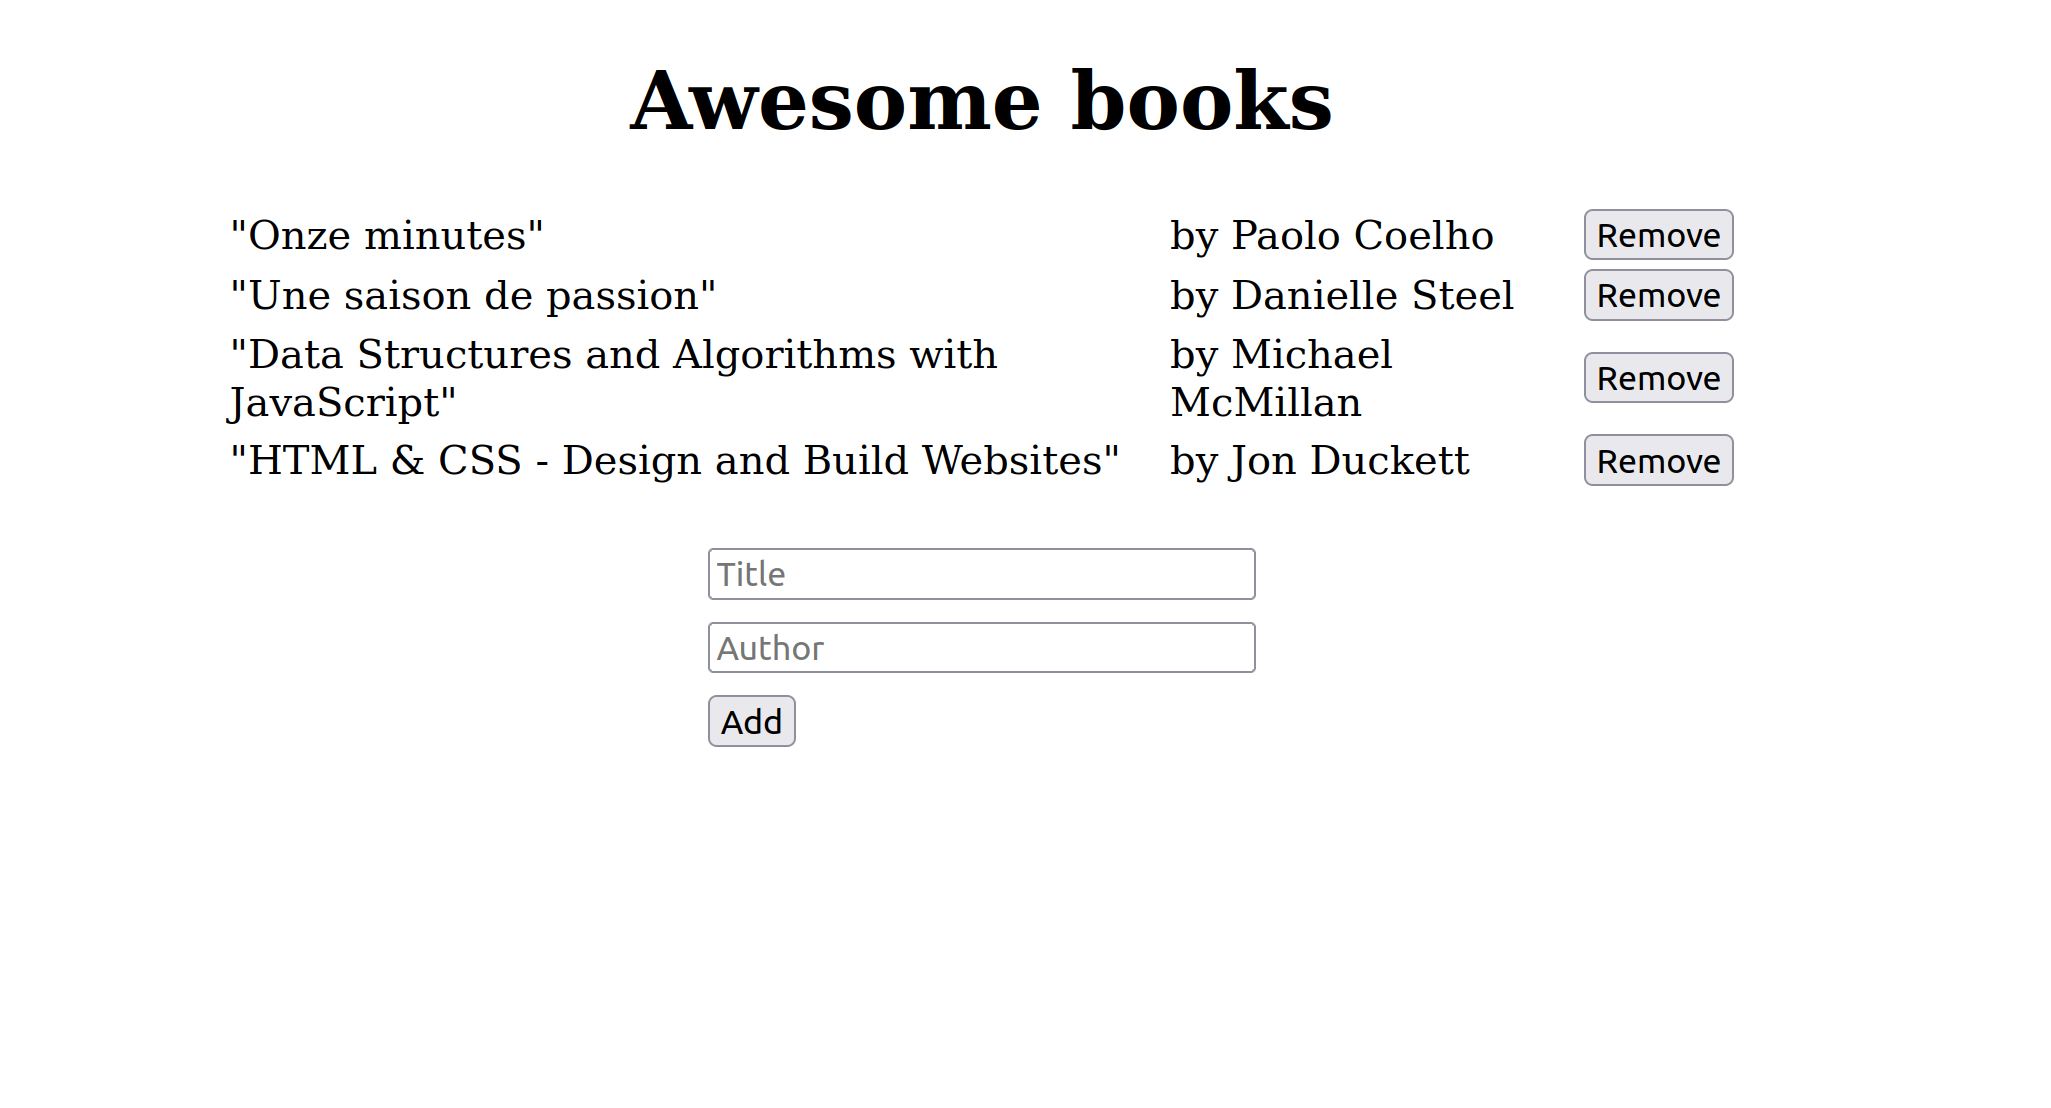 Awesome books
"Onze minutes" by Paolo Coelho Remove
"Une saison de passion" by Danielle Steel Remove
"Data Structures and Algorithms with
JavaScript"
by Michael
McMillan
Remove
"HTML & CSS - Design and Build Websites" by Jon Duckett Remove
Title
Author
Add